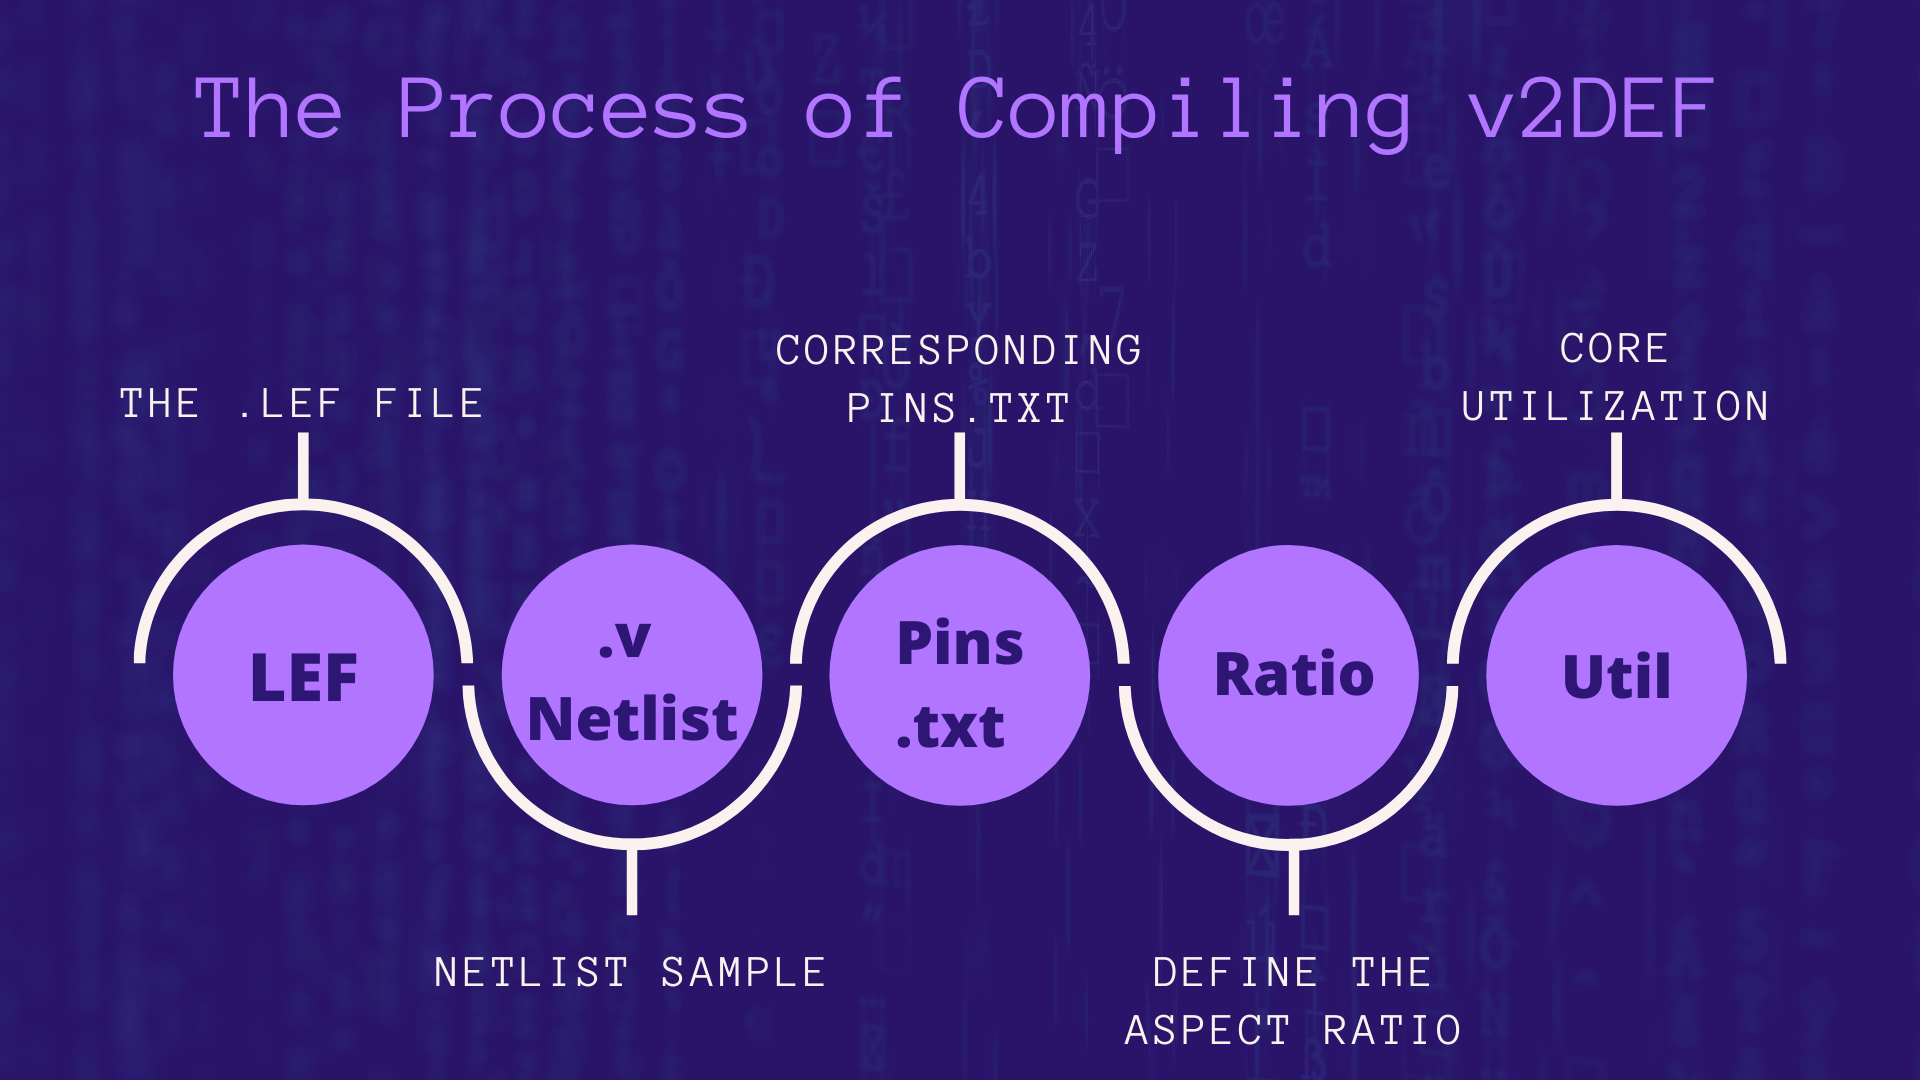 The Process of Compiling v2DEF
THE .LEF FILE
CORRESPONDING
PINS.TXT
CORE
UTILIZATION
LEF
.v
Netlist
Pins
.txt
Ratio
Util
NETLIST SAMPLE
DEFINE THE
ASPECT RATIO